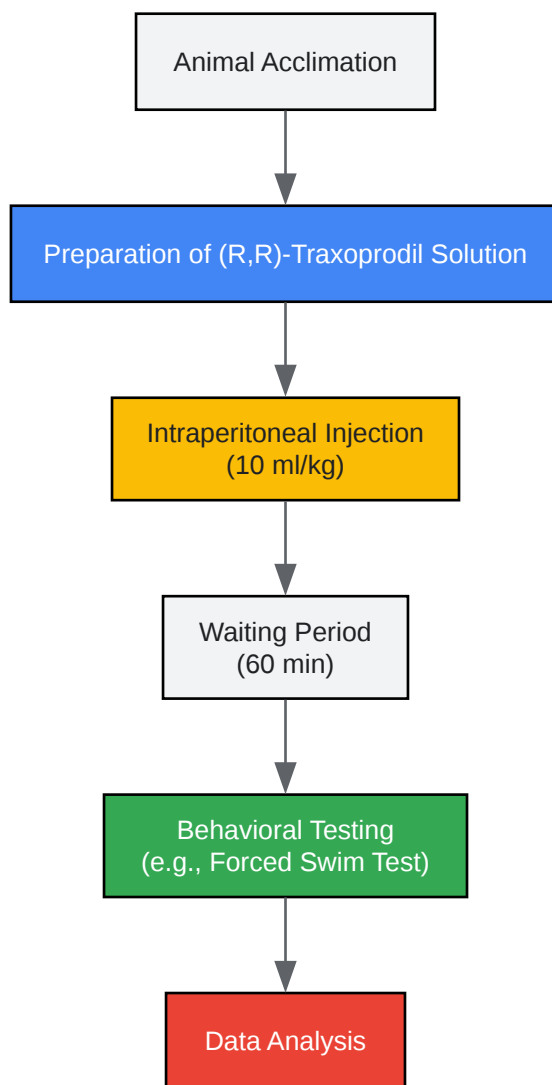 Animal Acclimation
Preparation of (R,R)-Traxoprodil Solution
Intraperitoneal Injection
(10 ml/kg)
Waiting Period
(60 min)
Behavioral Testing
(e.g., Forced Swim Test)
Data Analysis